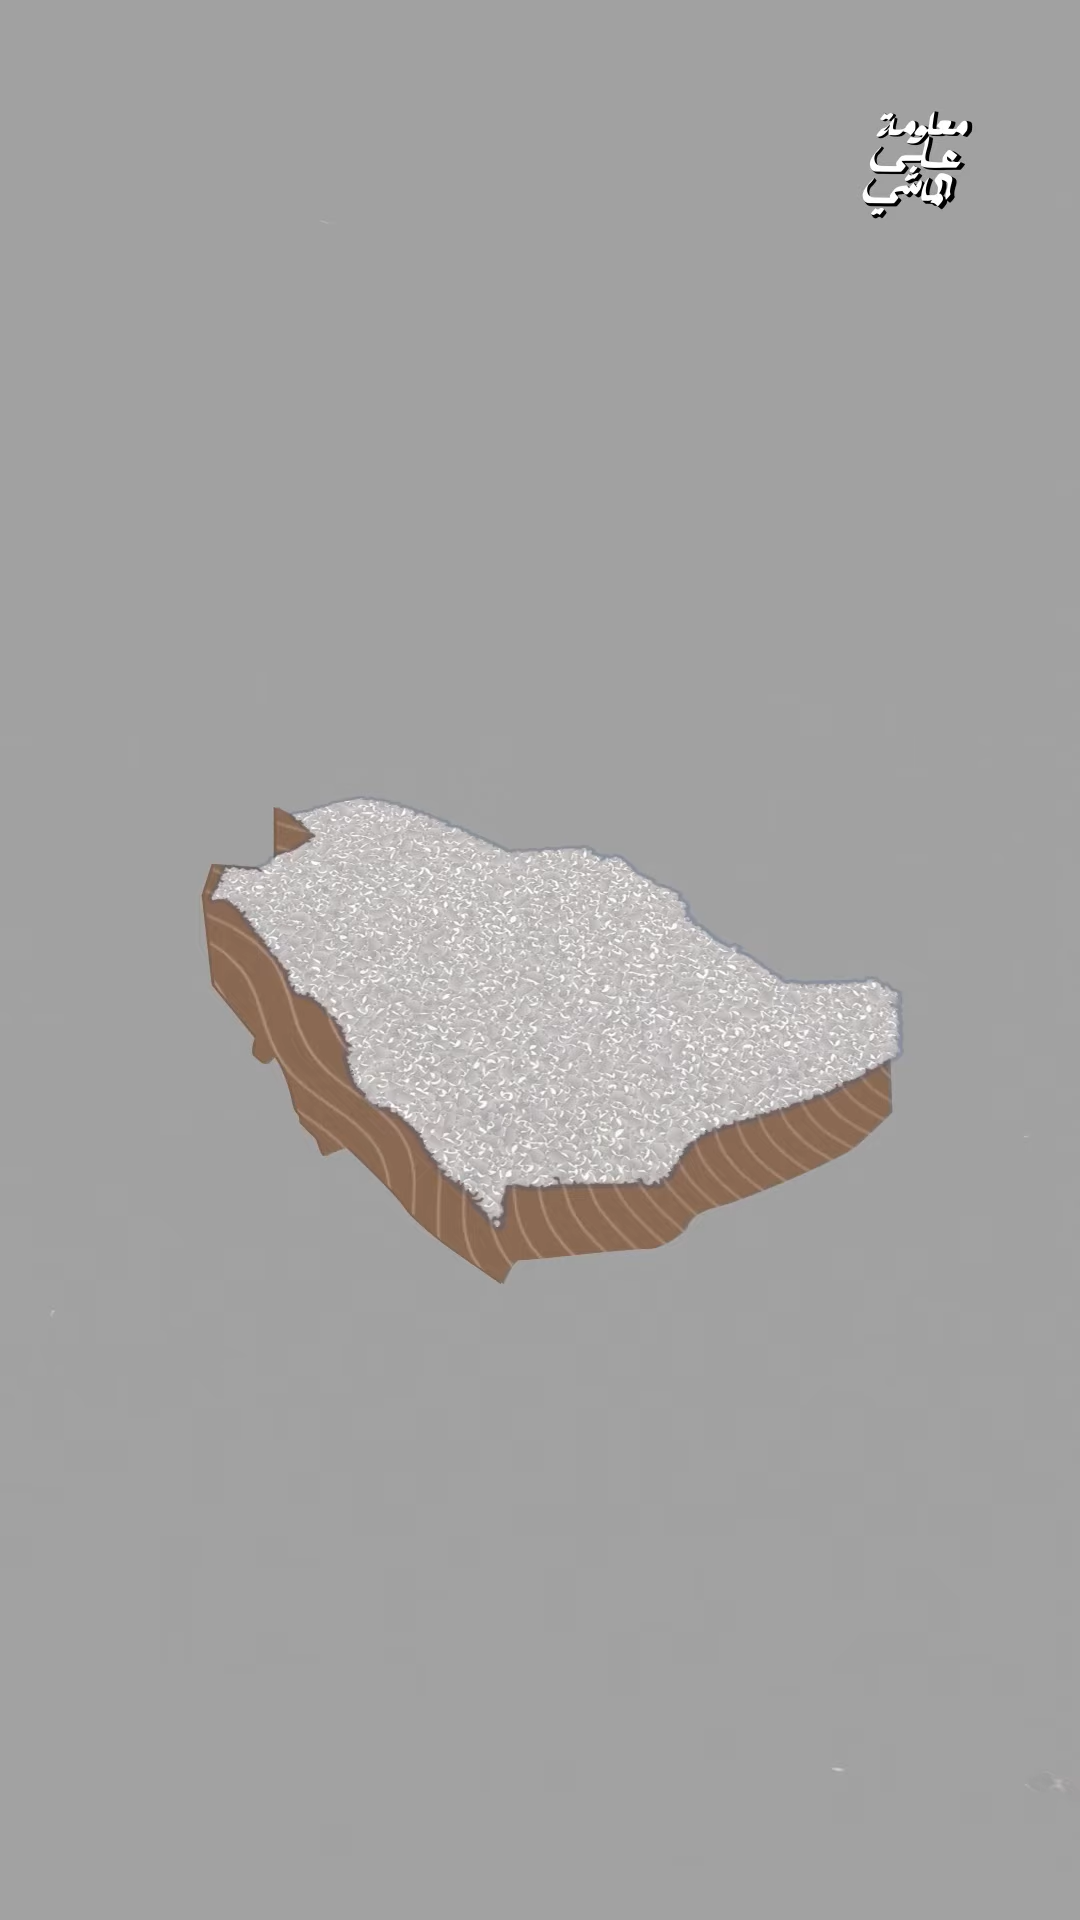 معلومة
على
الماشي